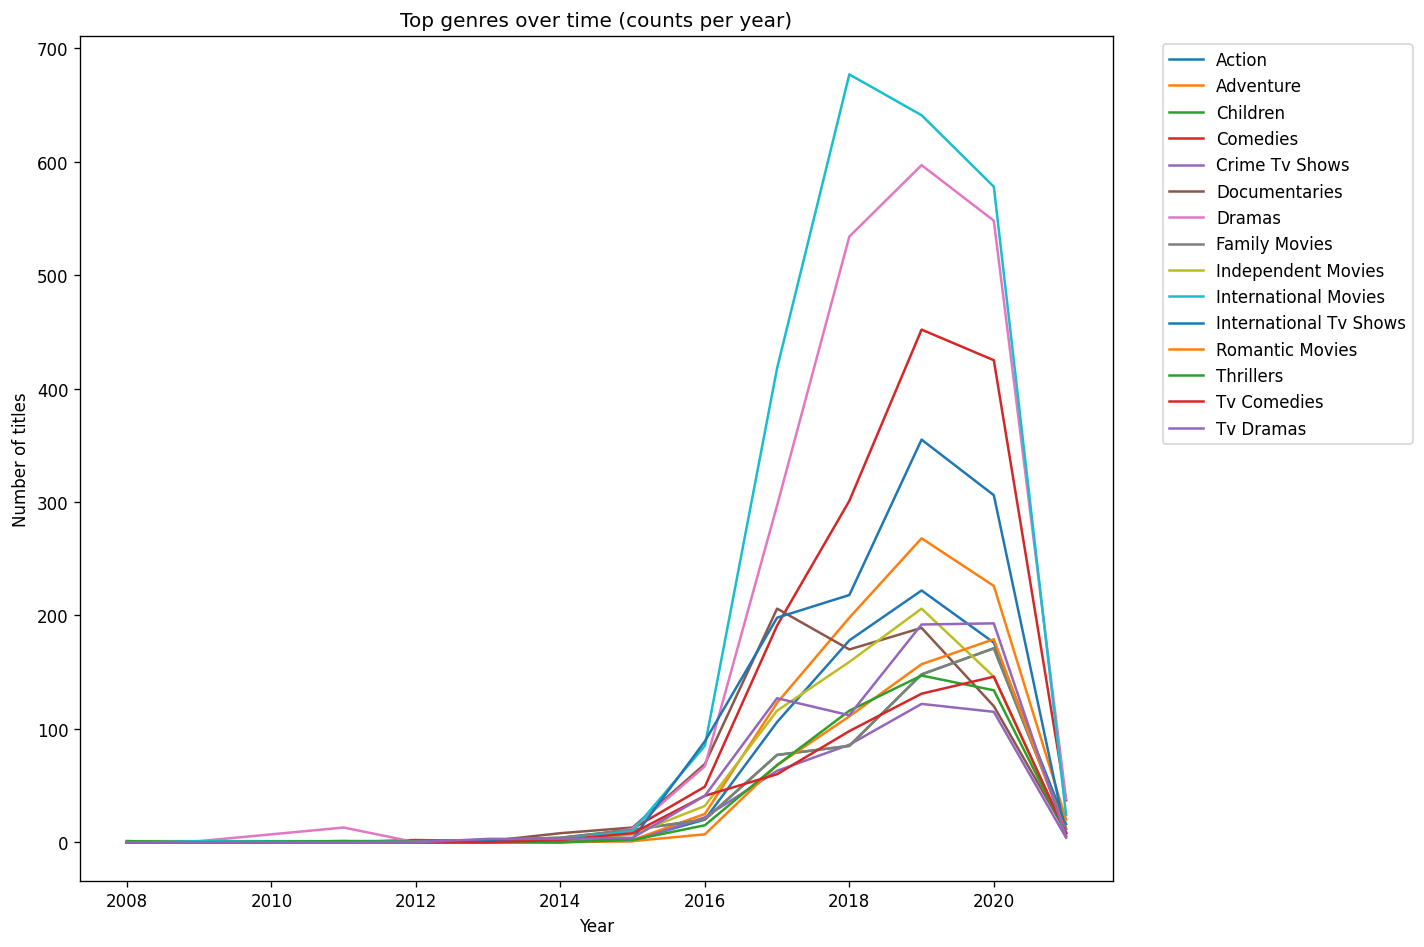 Top genres over time (counts per year)
700
600
500
400
300
200
100
0
Number of titles
2008 2010 2012 2014 2016 2018 2020
Year
Action
Adventure
Children
Comedies
Crime Tv Shows
Documentaries
Dramas
Family Movies
Independent Movies
International Movies
International Tv Shows
Romantic Movies
Thrillers
Tv Comedies
Tv Dramas